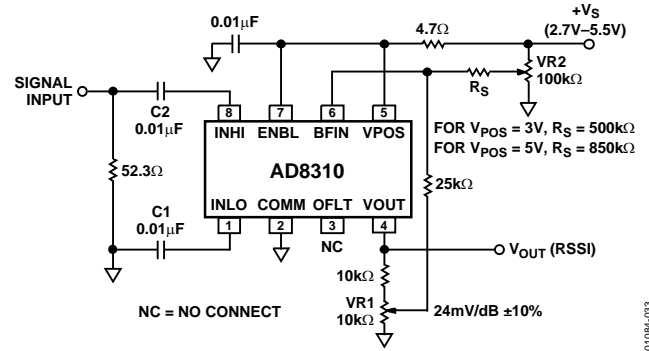 +VS
(2.7V–5.5V)
0.01μF
4.7Ω
VR2
100kΩ
RS
SIGNAL
INPUT
C2
0.01μF
8
7
6
5
INHI
ENBL
BFIN
VPOS
FOR VPOS = 3V, RS = 500kΩ
FOR VPOS = 5V, RS = 850kΩ
AD8310
52.3Ω
25kΩ
INLO
COMM
OFLT
VOUT
C1
0.01μF
1
2
3
4
NC
VOUT (RSSI)
10kΩ
VR1
10kΩ
24mV/dB ±10%
NC = NO CONNECT
01084-033